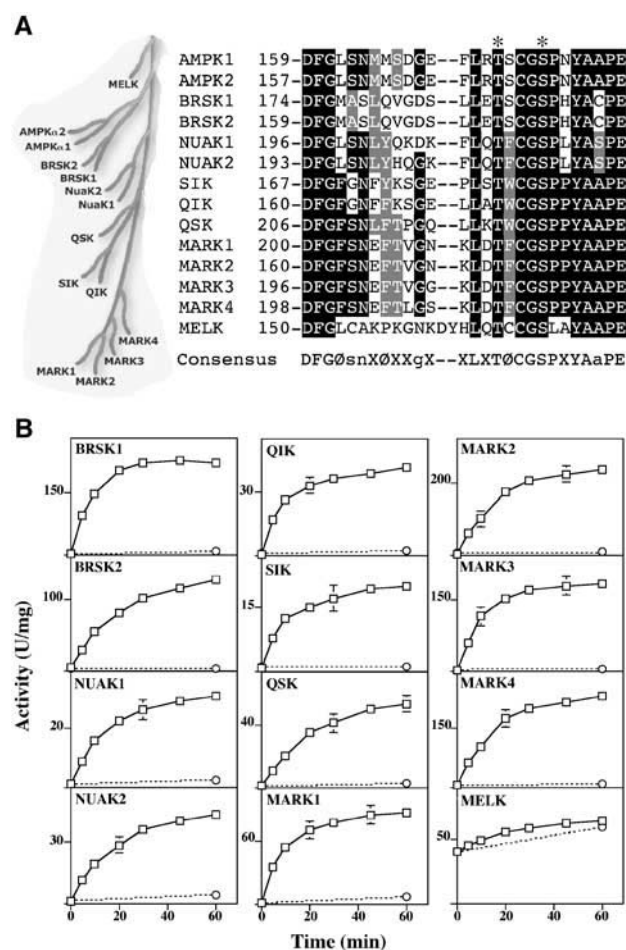 A
* *
MELK
AMPKα2
AMPKα1
BRSK2
BRSK1
NuaK2
NuaK1
QSK
SIK
QIK
MARK4
MARK3
MARK1
MARK2
AMPK1 159-DFGLSNMMSDGE--FLRTSCGSPNYAAPE
AMPK2 157-DFGLSNMMSDGE--FLRTSCGSPNYAAPE
BRSK1 174-DFGMASLQVGDS--LLETSCGSPHYACPE
BRSK2 159-DFGMASLQVGDS--LLETSCGSPHYACPE
NUAK1 196-DFGLSNLYQKDK--FLQTFCGSPLYASPE
NUAK2 193-DFGLSNLYHQGK--FLQTFCGSPLYASPE
SIK 167-DFGFGNFYKSGE--PLSTWCGSPPYAAPE
QIK 160-DFGFGNFYKSGE--LLATWCGSPPYAAPE
QSK 206-DFGFSNLFTPGQ--LLKTWCGSPPYAAPE
MARK1 200-DFGFSNEFTVGN--KLDTFCGSPPYAAPE
MARK2 160-DFGFSNEFTVGN--KLDTFCGSPPYAAPE
MARK3 196-DFGFSNEFTVGG--KLDTFCGSPPYAAPE
MARK4 198-DFGFSNEFTLGS--KLDTFCGSPPYAAPE
MELK 150-DFGLCAKPKGNKDYHLQTCCGSLAYAAPE
Consensus DFGØsnXØXXgX--XLXTØCGSPXYAaPE
B
Activity (U/mg)
BRSK1
150
QIK
30
MARK2
200
BRSK2
100
SIK
15
MARK3
150
NUAK1
20
QSK
40
MARK4
150
NUAK2
30
MARK1
60
MELK
50
0 20 40 60 0 20 40 60 0 20 40 60
Time (min)